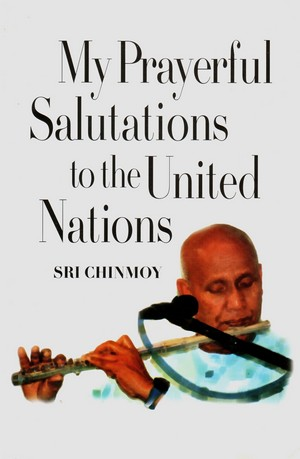 My Prayerful
Salutations
to the United
Nations
SRI CHINMOY